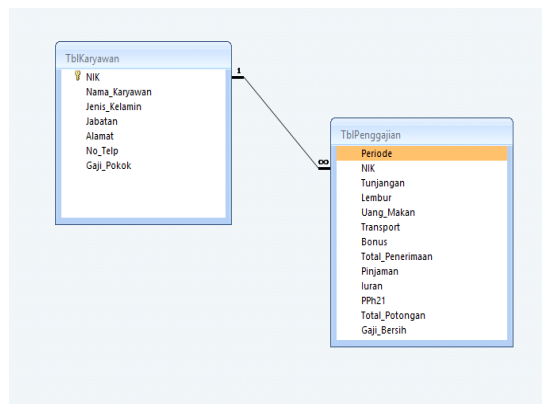 TblKaryawan
NIK
Nama_Karyawan
Jenis_Kelamin
Jabatan
Alamat
No_Telp
Gaji_Pokok
1
∞
TblPenggajian
Periode
NIK
Tunjangan
Lembur
Uang_Makan
Transport
Bonus
Total_Penerimaan
Pinjaman
Iuran
PPh21
Total_Potongan
Gaji_Bersih